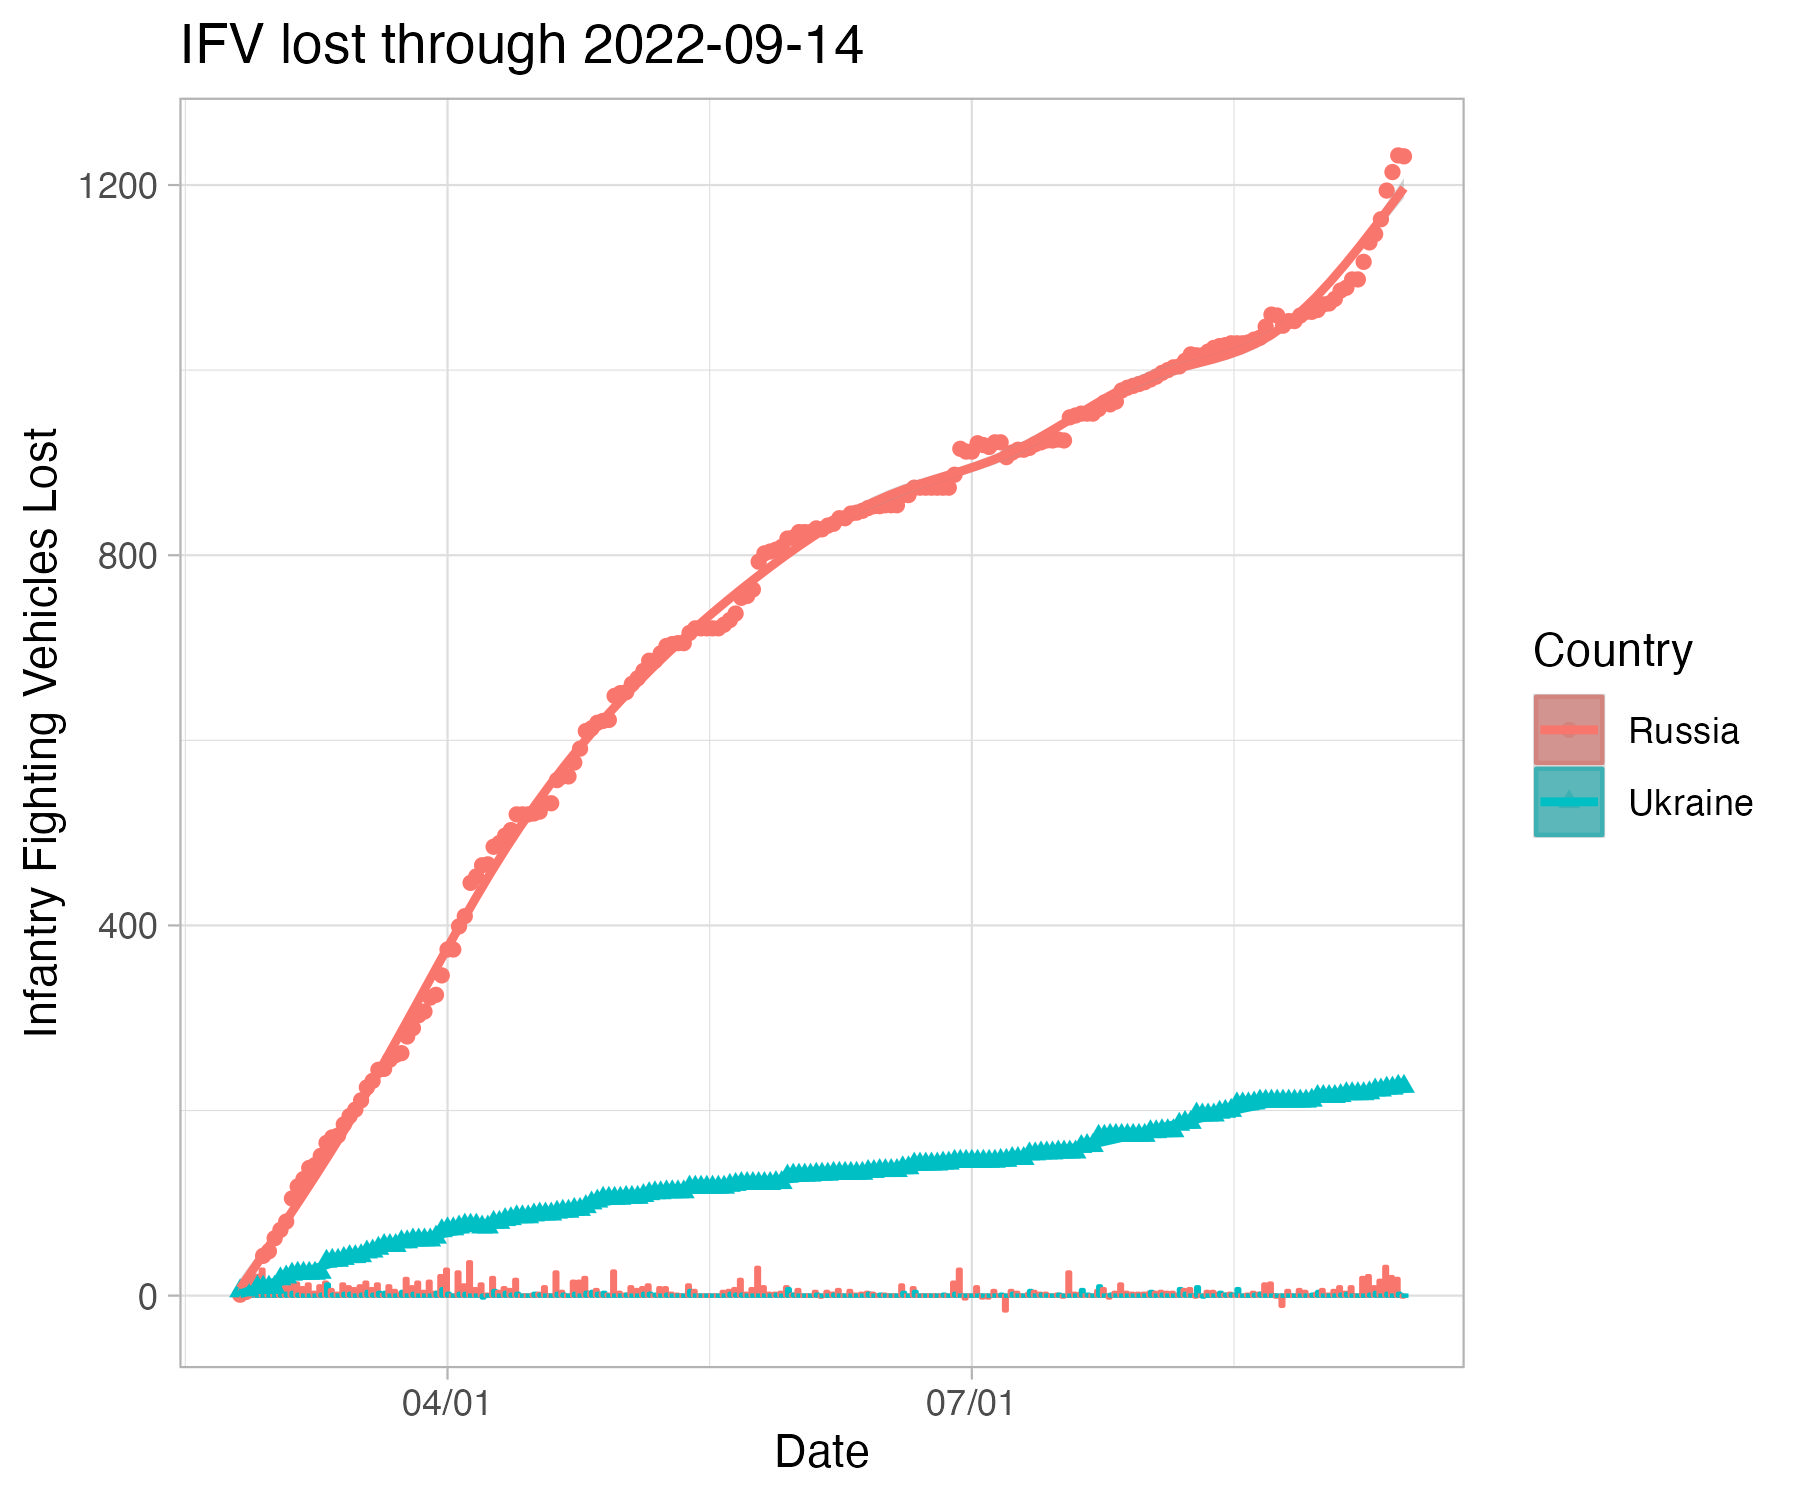 IFV lost through 2022-09-14
Infantry Fighting Vehicles Lost
1200
800
400
0
04/01
07/01
Date
Country
Russia
Ukraine